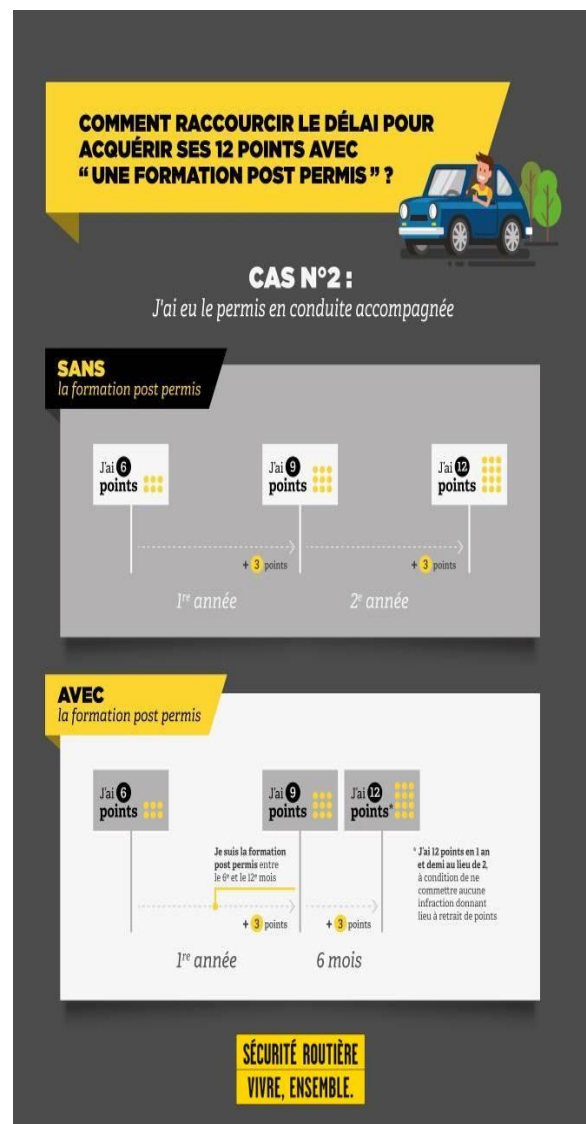 COMMENT RACCOURCIR LE DÉLAI POUR
ACQUÉRIR SES 12 POINTS AVEC
“ UNE FORMATION POST PERMIS ” ?
CAS N°2 :
J'ai eu le permis en conduite accompagnée
SANS
la formation post permis
J'ai 6
points
J'ai 9
points
J'ai 12
points
+ 3 points
+ 3 points
1re année
2e année
AVEC
la formation post permis
J'ai 6
points
J'ai 9
points
J'ai 12
points*
Je suis la formation
post permis entre
le 6e et le 12e mois
* J'ai 12 points en 1 an
et demi au lieu de 2,
à condition de ne
commettre aucune
infraction donnant
lieu à retrait de points
+ 3 points
+ 3 points
1re année
6 mois
SÉCURITÉ ROUTIÈRE
VIVRE, ENSEMBLE.